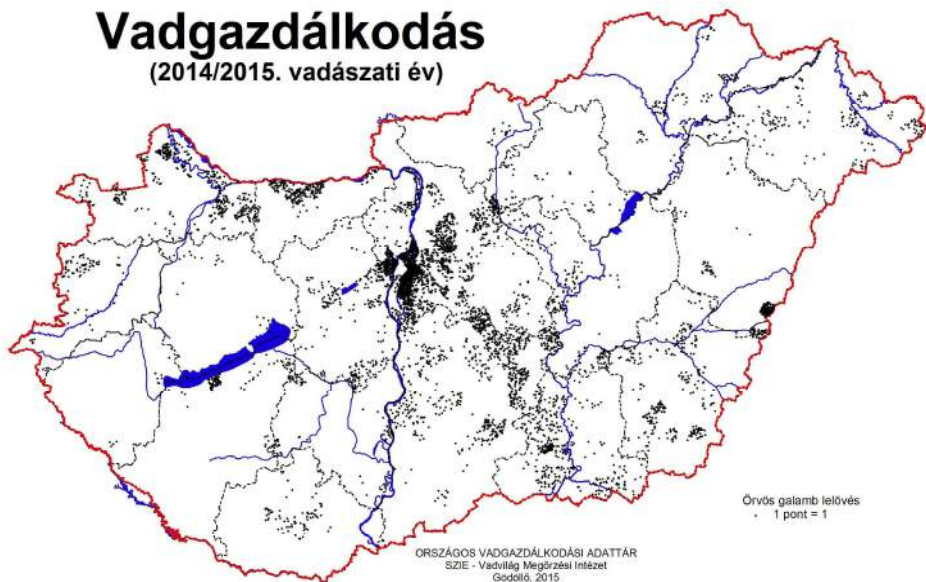 Vadgazdálkodás
(2014/2015. vadászati év)
Örvös galamb lelövés
1 pont = 1
ORSZÁGOS VADGAZDÁLKODÁSI ADATTÁR
SZIE - Vadvilág Megőrzési Intézet
Gödöllő, 2015